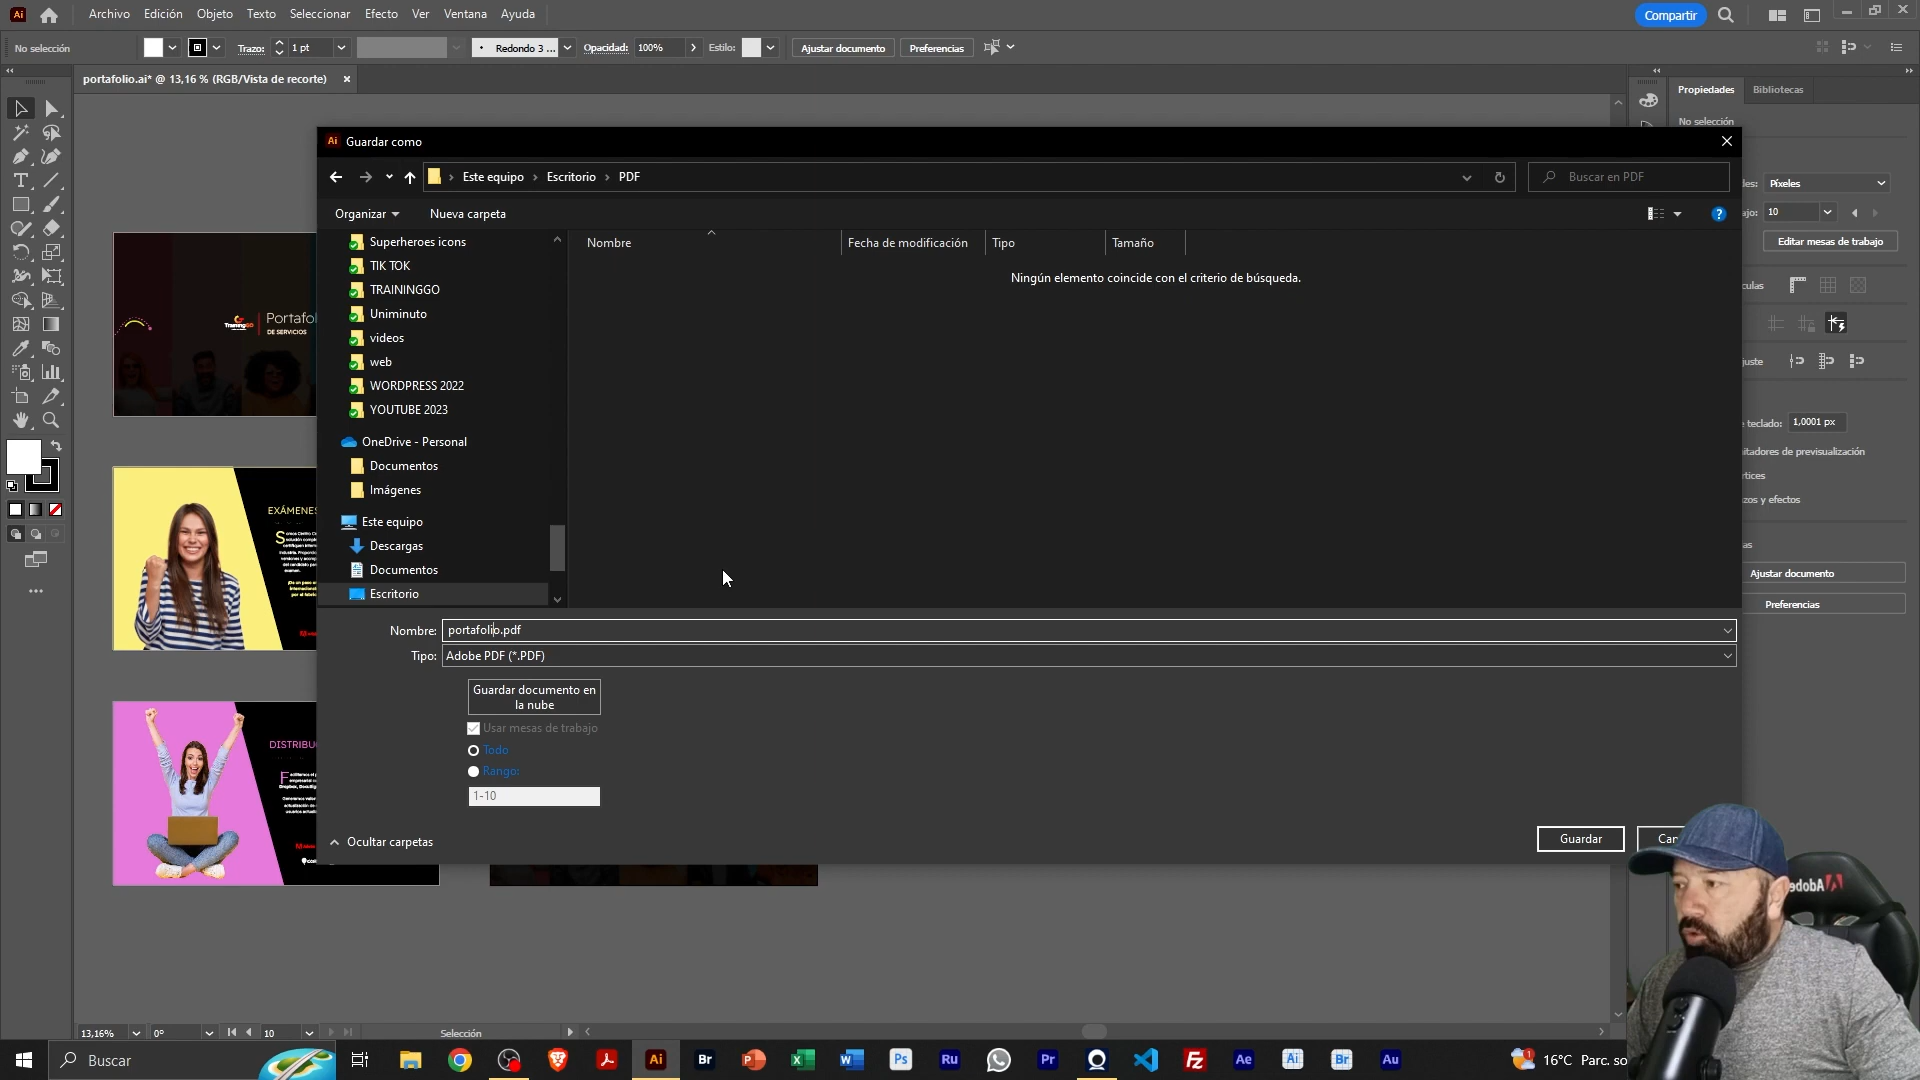 Archivo Edición Objeto Texto Seleccionar Efecto Ver Ventana Ayuda
Compartir
No selección
Trazo: 1 pt
Redondo 3 ...
Opacidad: 100%
Estilo:
Ajustar documento
Preferencias
portafolio.ai* @ 13,16 % (RGB/Vista de recorte)
Propiedades Bibliotecas
No selección
Píxeles
10
Editar mesas de trabajo
1,0001 px
Ajustar documento
Preferencias
Guardar como
Este equipo > Escritorio > PDF
Buscar en PDF
Organizar Nueva carpeta
Superheroes icons
TIK TOK
TRAININGGO
Uniminuto
videos
web
WORDPRESS 2022
YOUTUBE 2023
OneDrive - Personal
Documentos
Imágenes
Este equipo
Descargas
Documentos
Escritorio
Nombre Fecha de modificación Tipo Tamaño
Ningún elemento coincide con el criterio de búsqueda.
Nombre: portafolio.pdf
Tipo: Adobe PDF (*.PDF)
Guardar documento en
la nube
Usar mesas de trabajo
Todo
Rango:
1-10
Ocultar carpetas
Guardar
TrainingGO
Portafol
DE SERVICIOS
EXÁMENES
DISTRIBU
13,16% 0° 10 Selección
Adobe
Buscar
16°C Parc. so